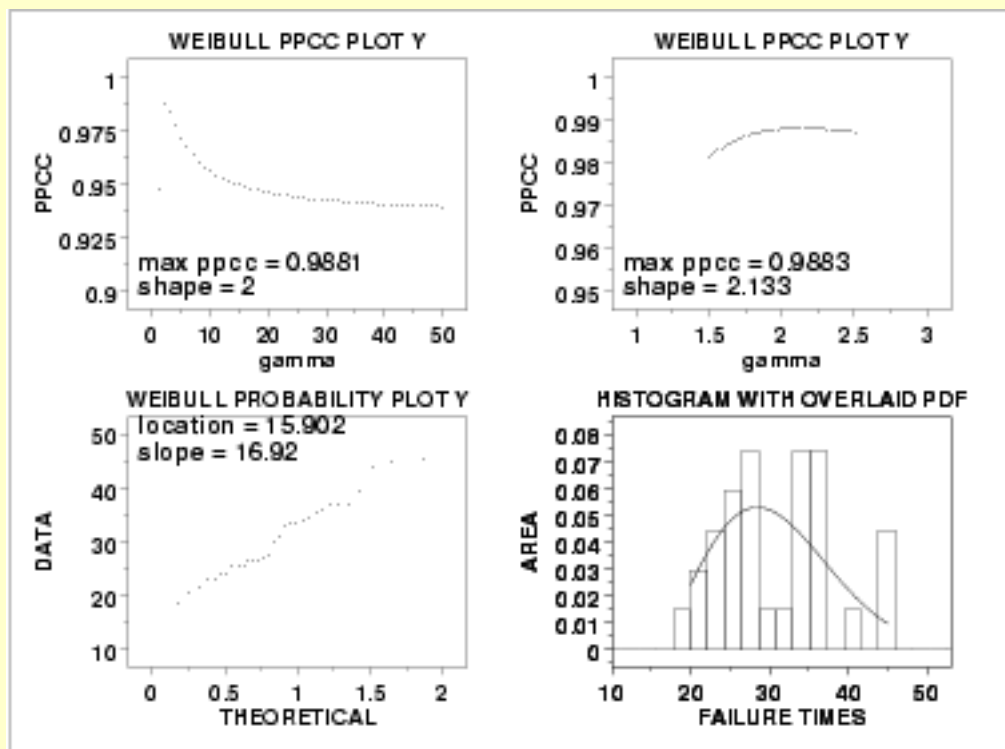 WEIBULL PPCC PLOT Y
1
0.975
0.95
0.925
0.9
PPCC
max ppcc = 0.9881
shape = 2
0 10 20 30 40 50
gamma
WEIBULL PPCC PLOT Y
1
0.99
0.98
0.97
0.96
0.95
PPCC
max ppcc = 0.9883
shape = 2.133
1 1.5 2 2.5 3
gamma
WEIBULL PROBABILITY PLOT Y
location = 15.902
slope = 16.92
50
40
30
20
10
DATA
0 0.5 1 1.5 2
THEORETICAL
HISTOGRAM WITH OVERLAID PDF
0.08
0.07
0.06
0.05
0.04
0.03
0.02
0.01
0
AREA
10 20 30 40 50
FAILURE TIMES